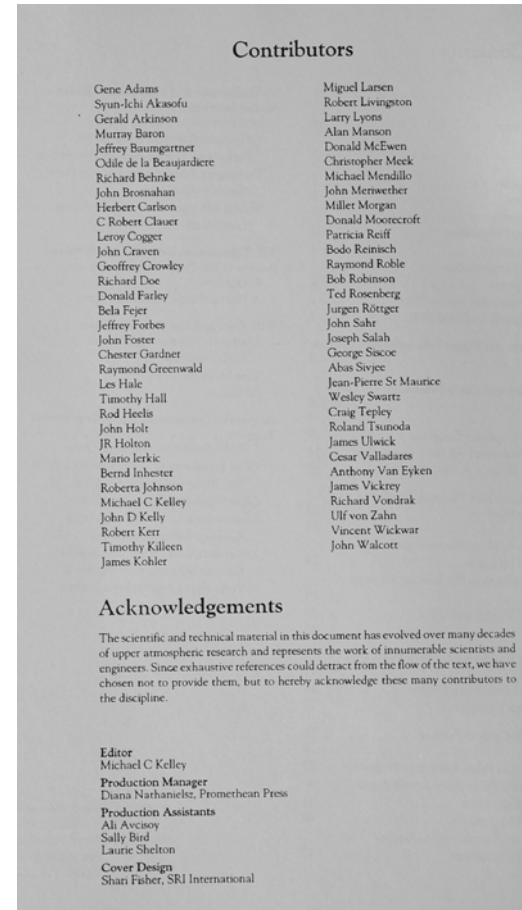 Contributors
Gene Adams
Syun-Ichi Akasofu
Gerald Atkinson
Murray Baron
Jeffrey Baumgartner
Odile de la Beaujardiere
Richard Behnke
John Brosnahan
Herbert Carlson
C Robert Clauer
Leroy Cogger
John Craven
Geoffrey Crowley
Richard Doe
Donald Farley
Bela Fejer
Jeffrey Forbes
John Foster
Chester Gardner
Raymond Greenwald
Les Hale
Timothy Hall
Rod Heelis
John Holt
JR Holton
Mario Ierkic
Bernd Inhester
Roberta Johnson
Michael C Kelley
John D Kelly
Robert Kerr
Timothy Killeen
James Kohler
Miguel Larsen
Robert Livingston
Larry Lyons
Alan Manson
Donald McEwen
Christopher Meek
Michael Mendillo
John Meriwether
Millet Morgan
Donald Moorecroft
Patricia Reiff
Bodo Reinisch
Raymond Roble
Bob Robinson
Ted Rosenberg
Jurgen Röttger
John Sahr
Joseph Salah
George Siscoe
Abas Sivjee
Jean-Pierre St Maurice
Wesley Swartz
Craig Tepley
Roland Tsunoda
James Ulwick
Cesar Valladares
Anthony Van Eyken
James Vickrey
Richard Vondrak
Ulf von Zahn
Vincent Wickwar
John Walcott
Acknowledgements
The scientific and technical material in this document has evolved over many decades
of upper atmospheric research and represents the work of innumerable scientists and
engineers. Since exhaustive references could detract from the flow of the text, we have
chosen not to provide them, but to hereby acknowledge these many contributors to
the discipline.
Editor
Michael C Kelley
Production Manager
Diana Nathanielsz, Promethean Press
Production Assistants
Ali Avcisoy
Sally Bird
Laurie Shelton
Cover Design
Shari Fisher, SRI International